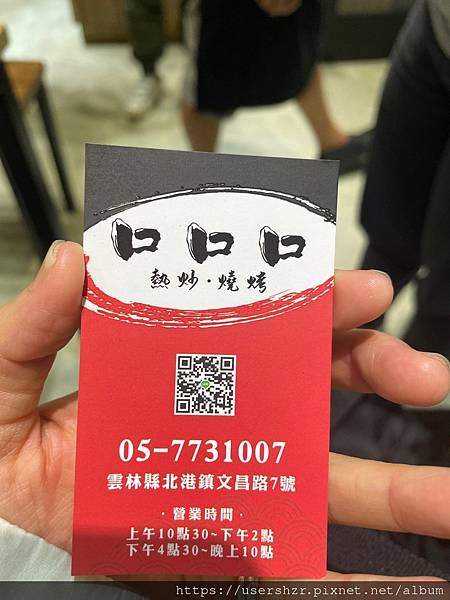 口口口
熱炒·燒烤
05-7731007
雲林縣北港鎮文昌路7號
·營業時間·
上午10點30~下午2點
下午4點30~晚上10點
https://usershzr.pixnet.net/album